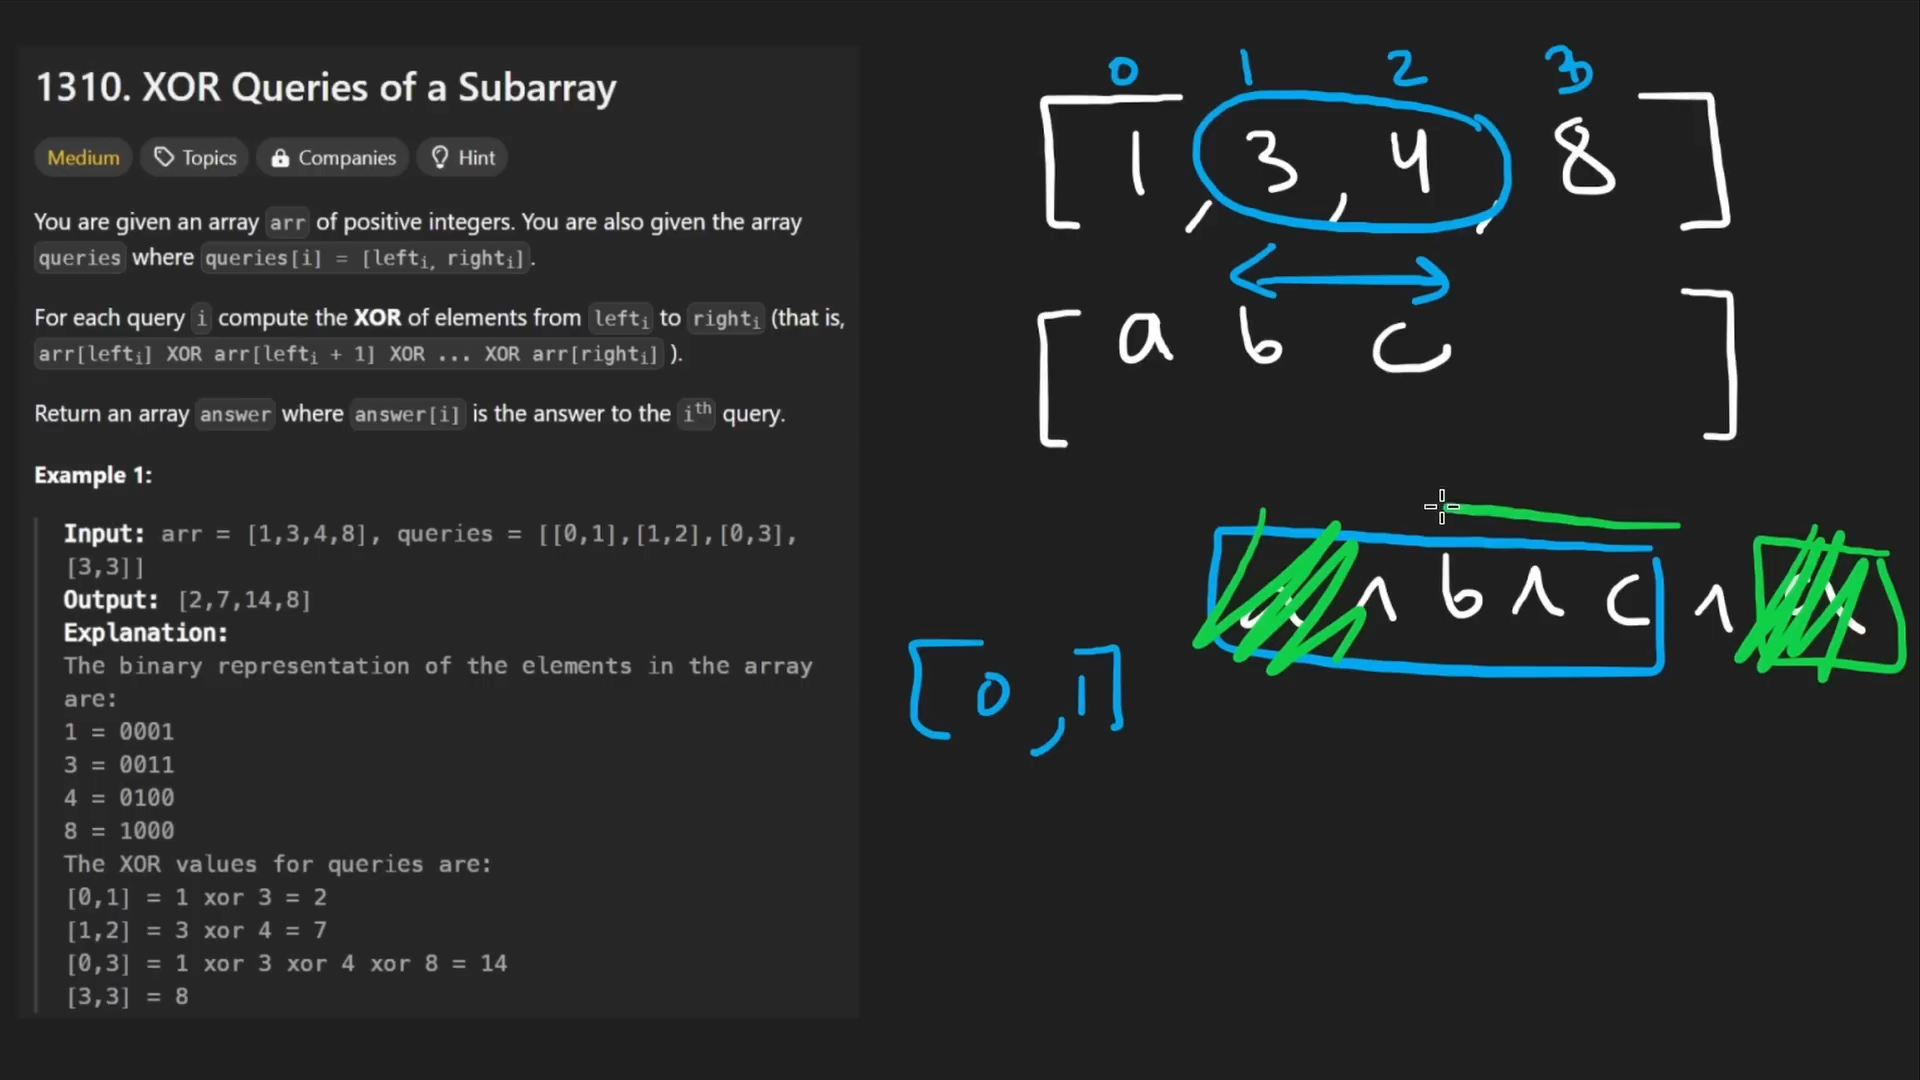 1310. XOR Queries of a Subarray
Medium Topics Companies Hint
You are given an array arr of positive integers. You are also given the array
queries where queries[i] = [lefti, righti].
For each query i compute the XOR of elements from lefti to righti (that is,
arr[lefti] XOR arr[lefti + 1] XOR ... XOR arr[righti] ).
Return an array answer where answer[i] is the answer to the ith query.
Example 1:
Input: arr = [1,3,4,8], queries = [[0,1],[1,2],[0,3],
[3,3]]
Output: [2,7,14,8]
Explanation:
The binary representation of the elements in the array
are:
1 = 0001
3 = 0011
4 = 0100
8 = 1000
The XOR values for queries are:
[0,1] = 1 xor 3 = 2
[1,2] = 3 xor 4 = 7
[0,3] = 1 xor 3 xor 4 xor 8 = 14
[3,3] = 8
0 1 2 3
[ 1 , 3 , 4 , 8 ]
[ a b c ]
^ b ^ c ^
[0,1]